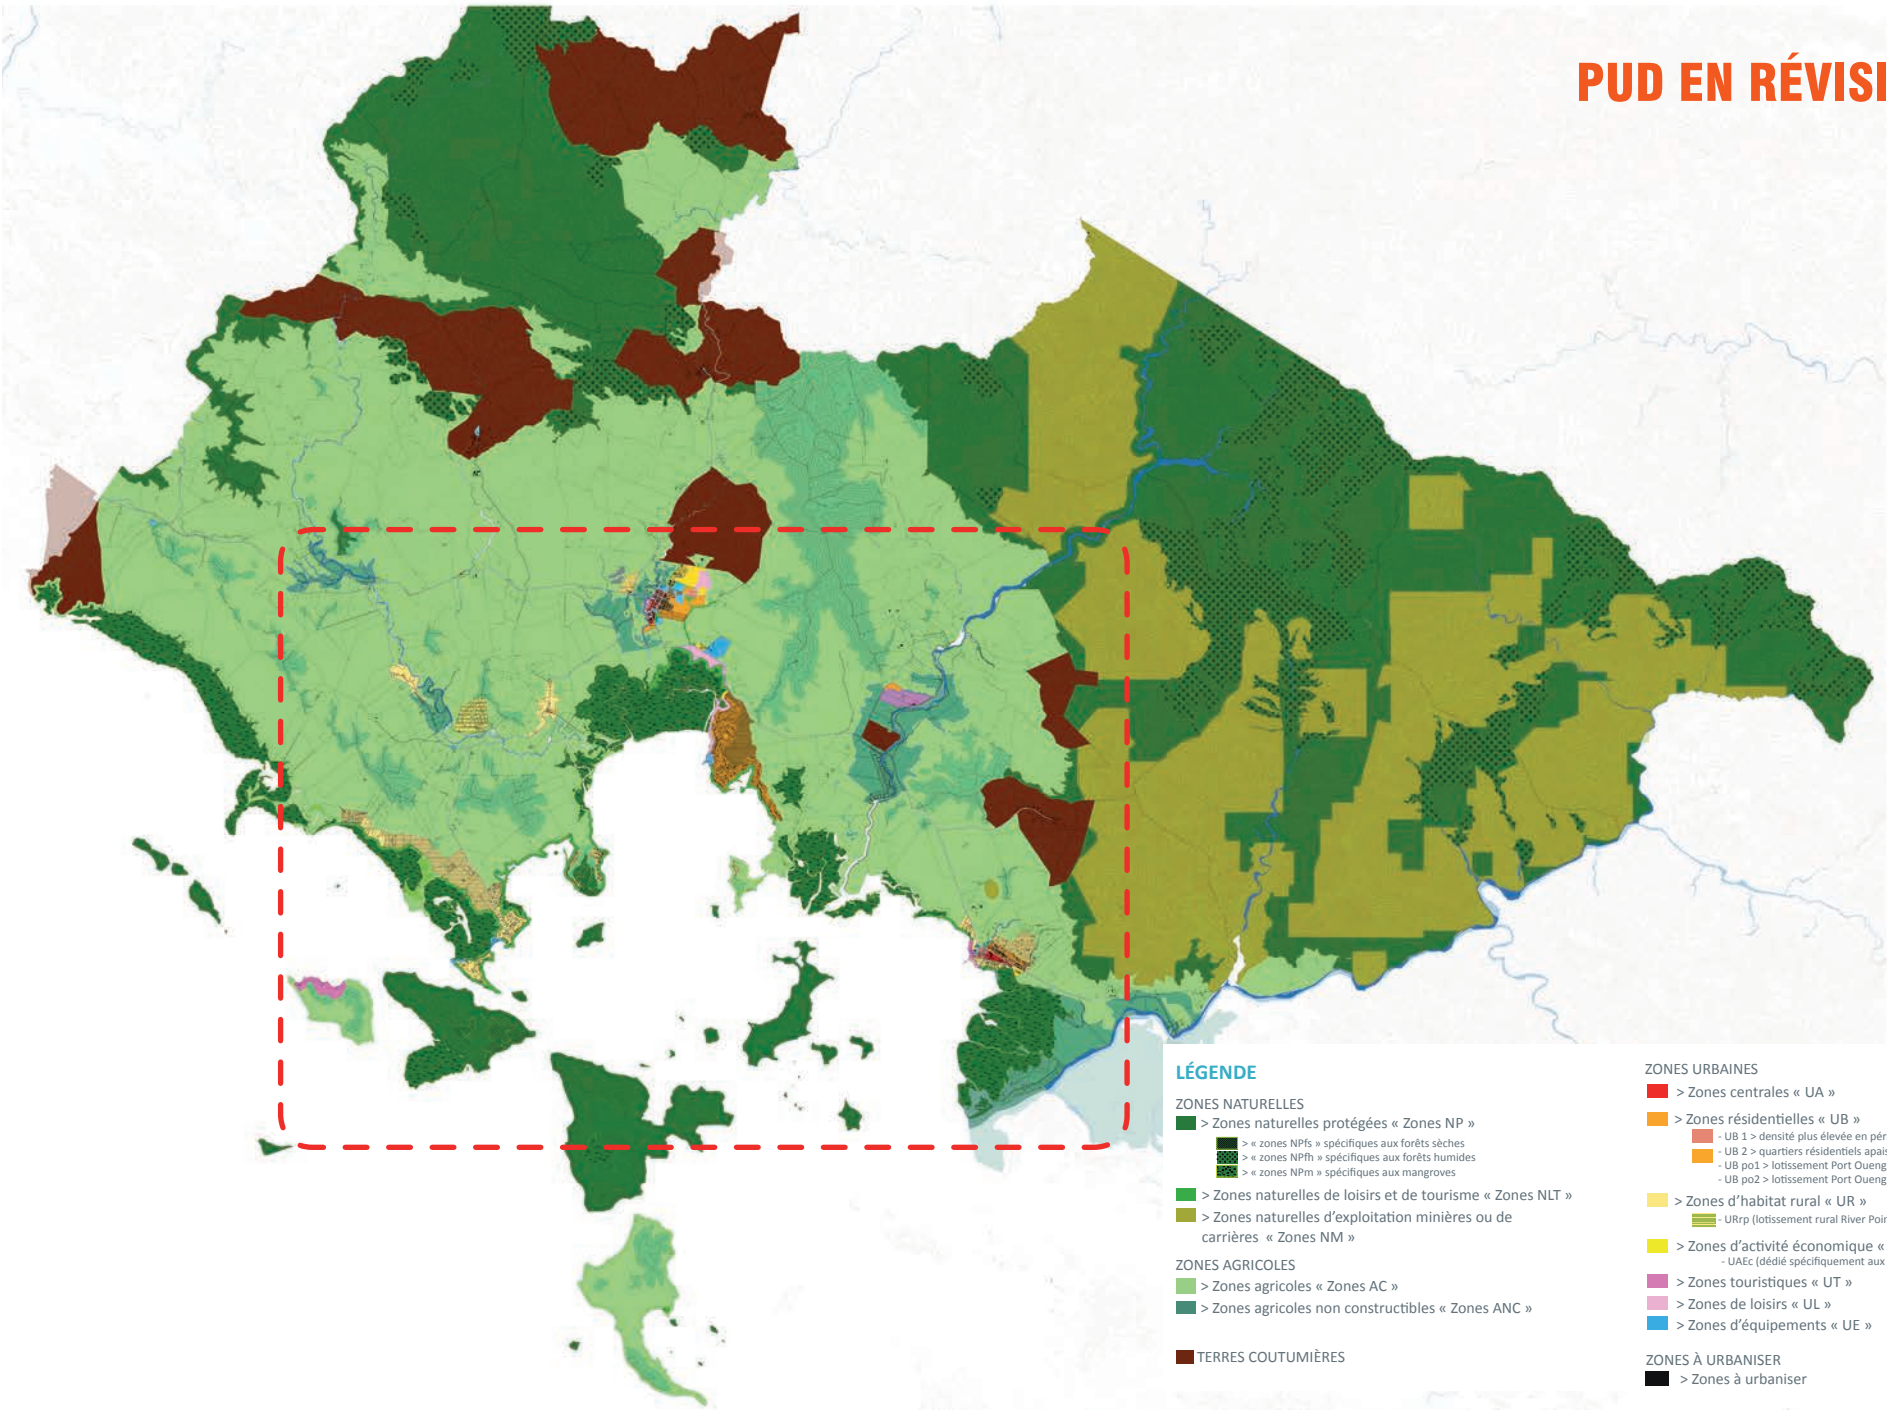 PUD EN RÉVISI
LÉGENDE
ZONES NATURELLES
> Zones naturelles protégées « Zones NP »
> « zones NPfs » spécifiques aux forêts sèches
> « zones NPfh » spécifiques aux forêts humides
> « zones NPm » spécifiques aux mangroves
> Zones naturelles de loisirs et de tourisme « Zones NLT »
> Zones naturelles d'exploitation minières ou de
carrières « Zones NM »
ZONES AGRICOLES
> Zones agricoles « Zones AC »
> Zones agricoles non constructibles « Zones ANC »
TERRES COUTUMIÈRES
ZONES URBAINES
> Zones centrales « UA »
> Zones résidentielles « UB »
- UB 1 > densité plus élevée en pér
- UB 2 > quartiers résidentiels apais
- UB po1 > lotissement Port Oueng
- UB po2 > lotissement Port Oueng
> Zones d'habitat rural « UR »
- URrp (lotissement rural River Poin
> Zones d'activité économique «
- UAEc (dédié spécifiquement aux
> Zones touristiques « UT »
> Zones de loisirs « UL »
> Zones d'équipements « UE »
ZONES À URBANISER
> Zones à urbaniser